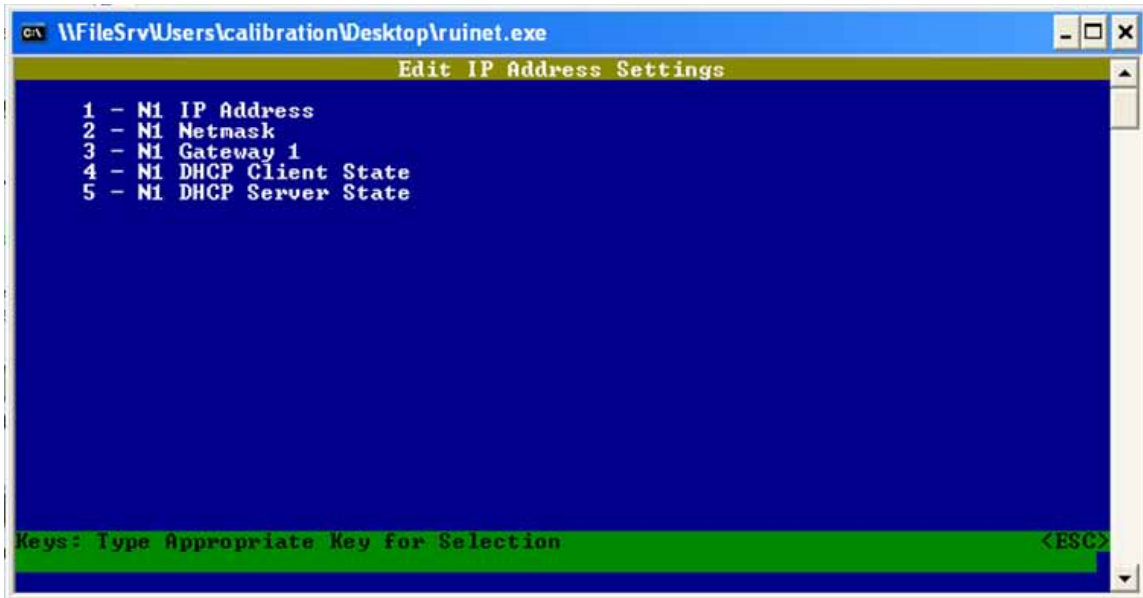 \\FileSrv\Users\calibration\Desktop\ruinet.exe
Edit IP Address Settings
1 - N1 IP Address
2 - N1 Netmask
3 - N1 Gateway 1
4 - N1 DHCP Client State
5 - N1 DHCP Server State
Keys: Type Appropriate Key for Selection <ESC>